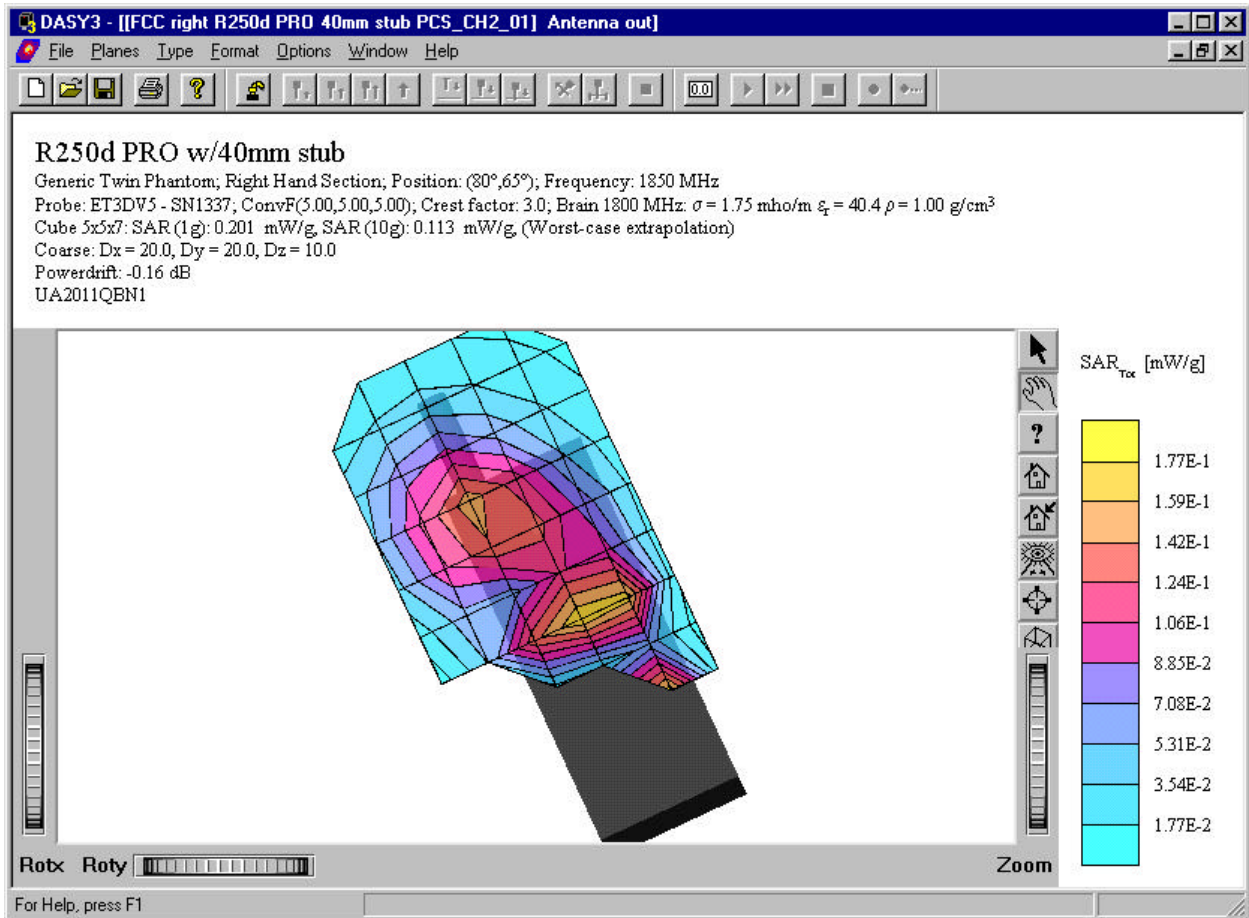 DASY3 - [[FCC right R250d PRO 40mm stub PCS_CH2_01]  Antenna out]
File Planes Type Format Options Window Help
0.0
R250d PRO w/40mm stub
Generic Twin Phantom; Right Hand Section; Position: (80°,65°); Frequency: 1850 MHz
Probe: ET3DV5 - SN1337; ConvF(5.00,5.00,5.00); Crest factor: 3.0; Brain 1800 MHz: σ = 1.75 mho/m εr = 40.4 ρ = 1.00 g/cm³
Cube 5x5x7: SAR (1g): 0.201  mW/g, SAR (10g): 0.113  mW/g, (Worst-case extrapolation)
Coarse: Dx = 20.0, Dy = 20.0, Dz = 10.0
Powerdrift: -0.16 dB
UA2011QBN1
SARTot [mW/g]
1.77E-1
1.59E-1
1.42E-1
1.24E-1
1.06E-1
8.85E-2
7.08E-2
5.31E-2
3.54E-2
1.77E-2
Rotx Roty Zoom
For Help, press F1